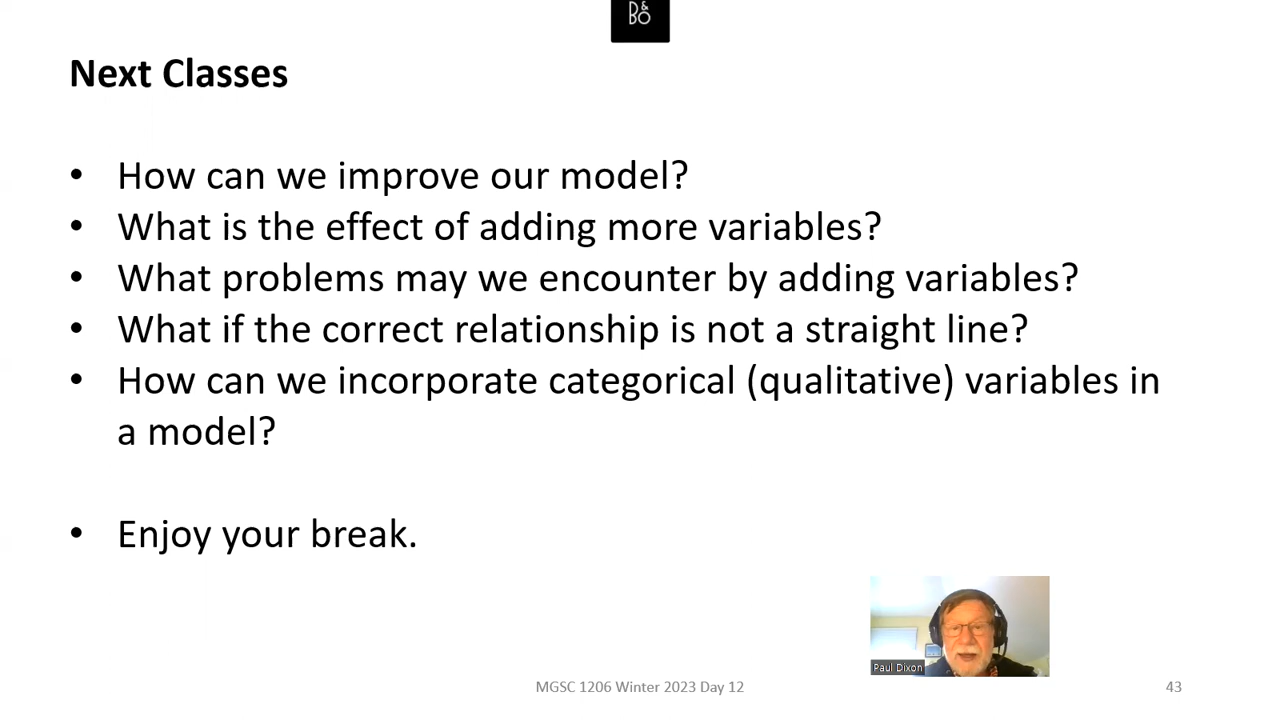 B&
BO
Next Classes
• How can we improve our model?
• What is the effect of adding more variables?
• What problems may we encounter by adding variables?
• What if the correct relationship is not a straight line?
• How can we incorporate categorical (qualitative) variables in
a model?
• Enjoy your break.
Paul Dixon
MGSC 1206 Winter 2023 Day 12
43